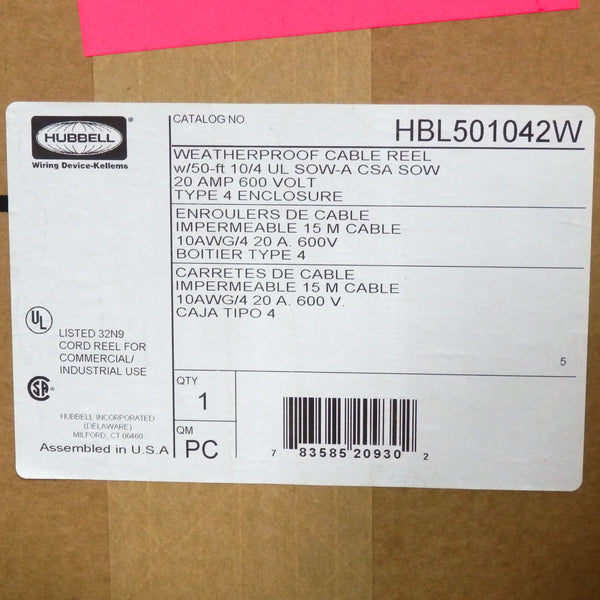 HUBBELL®
Wiring Device-Kellems
CATALOG NO.
HBL501042W
WEATHERPROOF CABLE REEL
w/50-ft 10/4 UL SOW-A CSA SOW
20 AMP 600 VOLT
TYPE 4 ENCLOSURE
ENROULERS DE CABLE
IMPERMEABLE 15 M CABLE
10AWG/4 20 A. 600V
BOITIER TYPE 4
CARRETES DE CABLE
IMPERMEABLE 15 M CABLE
10AWG/4 20 A. 600 V.
CAJA TIPO 4
5
UL
LISTED 32N9
CORD REEL FOR
COMMERCIAL/
INDUSTRIAL USE
SA
HUBBELL INCORPORATED
(DELAWARE)
MILFORD, CT 06460
Assembled in U.S.A
QTY
1
QM
PC
7 83585 20930 2